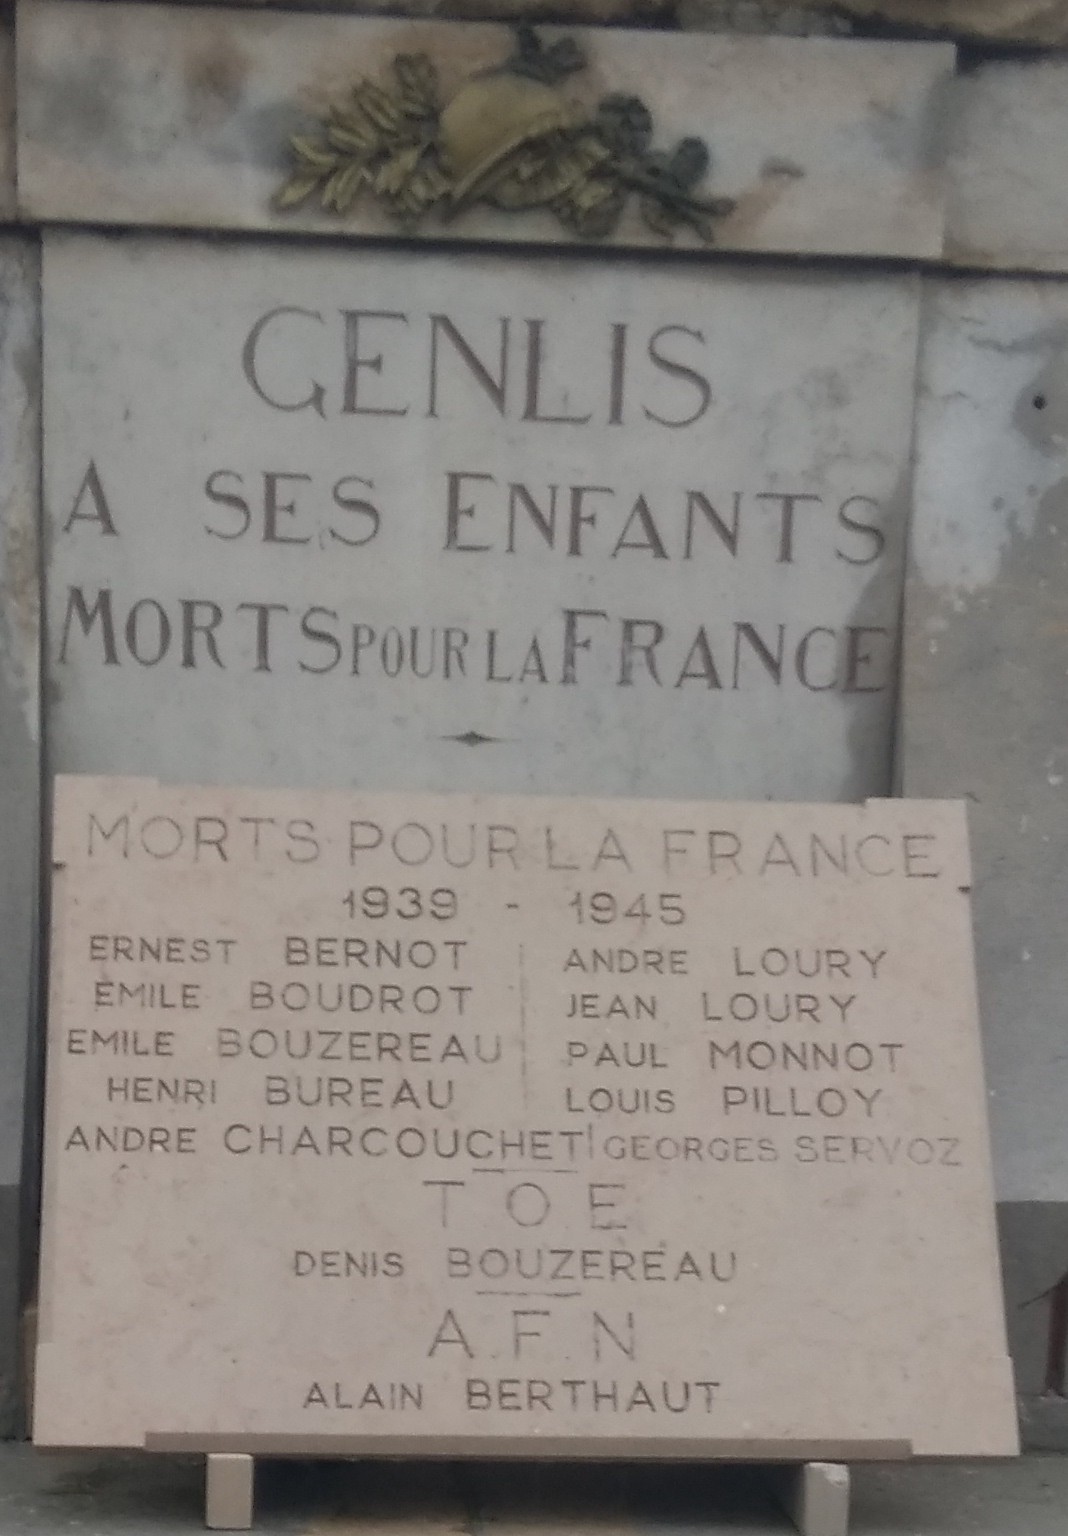 GENLIS
A SES ENFANTS
MORTS POUR LA FRANCE
MORTS POUR LA FRANCE
1939 - 1945
ERNEST BERNOT ANDRE LOURY
EMILE BOUDROT JEAN LOURY
EMILE BOUZEREAU PAUL MONNOT
HENRI BUREAU LOUIS PILLOY
ANDRE CHARCOUCHET GEORGES SERVOZ
T O E
DENIS BOUZEREAU
A.F.N
ALAIN BERTHAUT